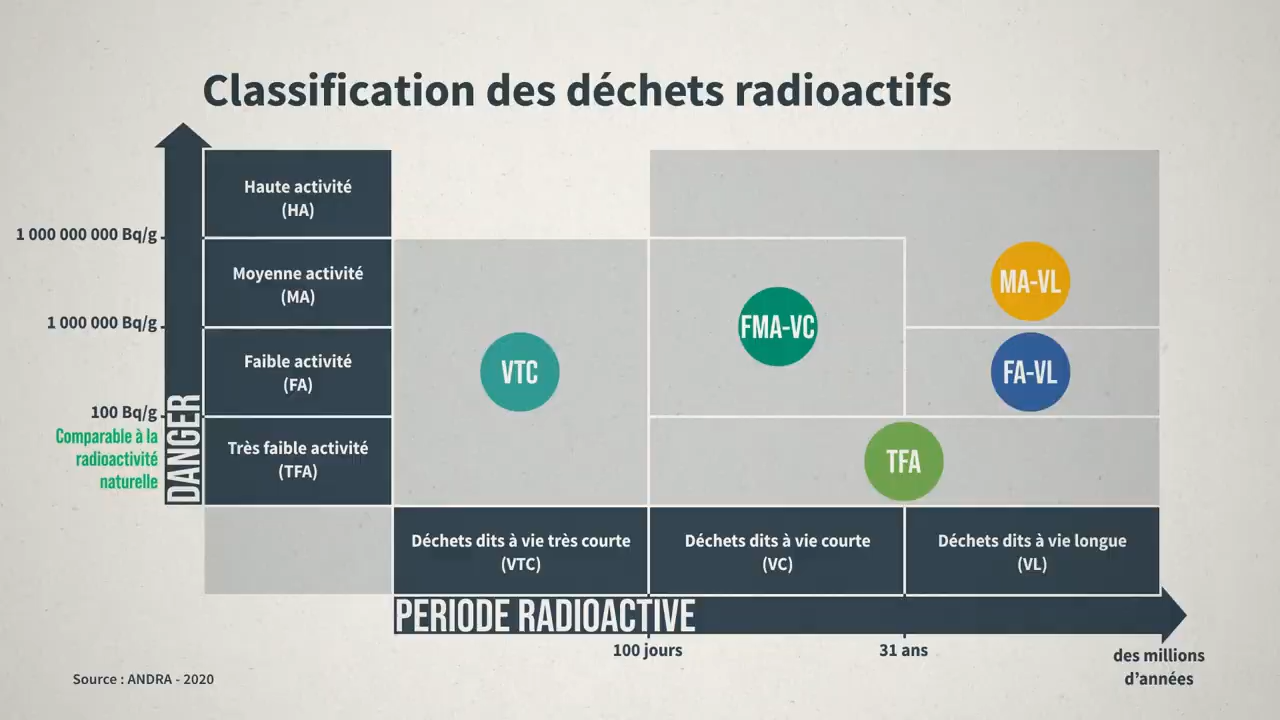 Classification des déchets radioactifs
Haute activité
(HA)
1 000 000 000 Bq/g
Moyenne activité
(MA)
MA-VL
1 000 000 Bq/g
FMA-VC
Faible activité
(FA)
VTC
FA-VL
100 Bq/g
Comparable à la
radioactivité
naturelle
DANGER
Très faible activité
(TFA)
TFA
Déchets dits à vie très courte
(VTC)
Déchets dits à vie courte
(VC)
Déchets dits à vie longue
(VL)
PERIODE RADIOACTIVE
100 jours
31 ans
des millions
d’années
Source : ANDRA - 2020